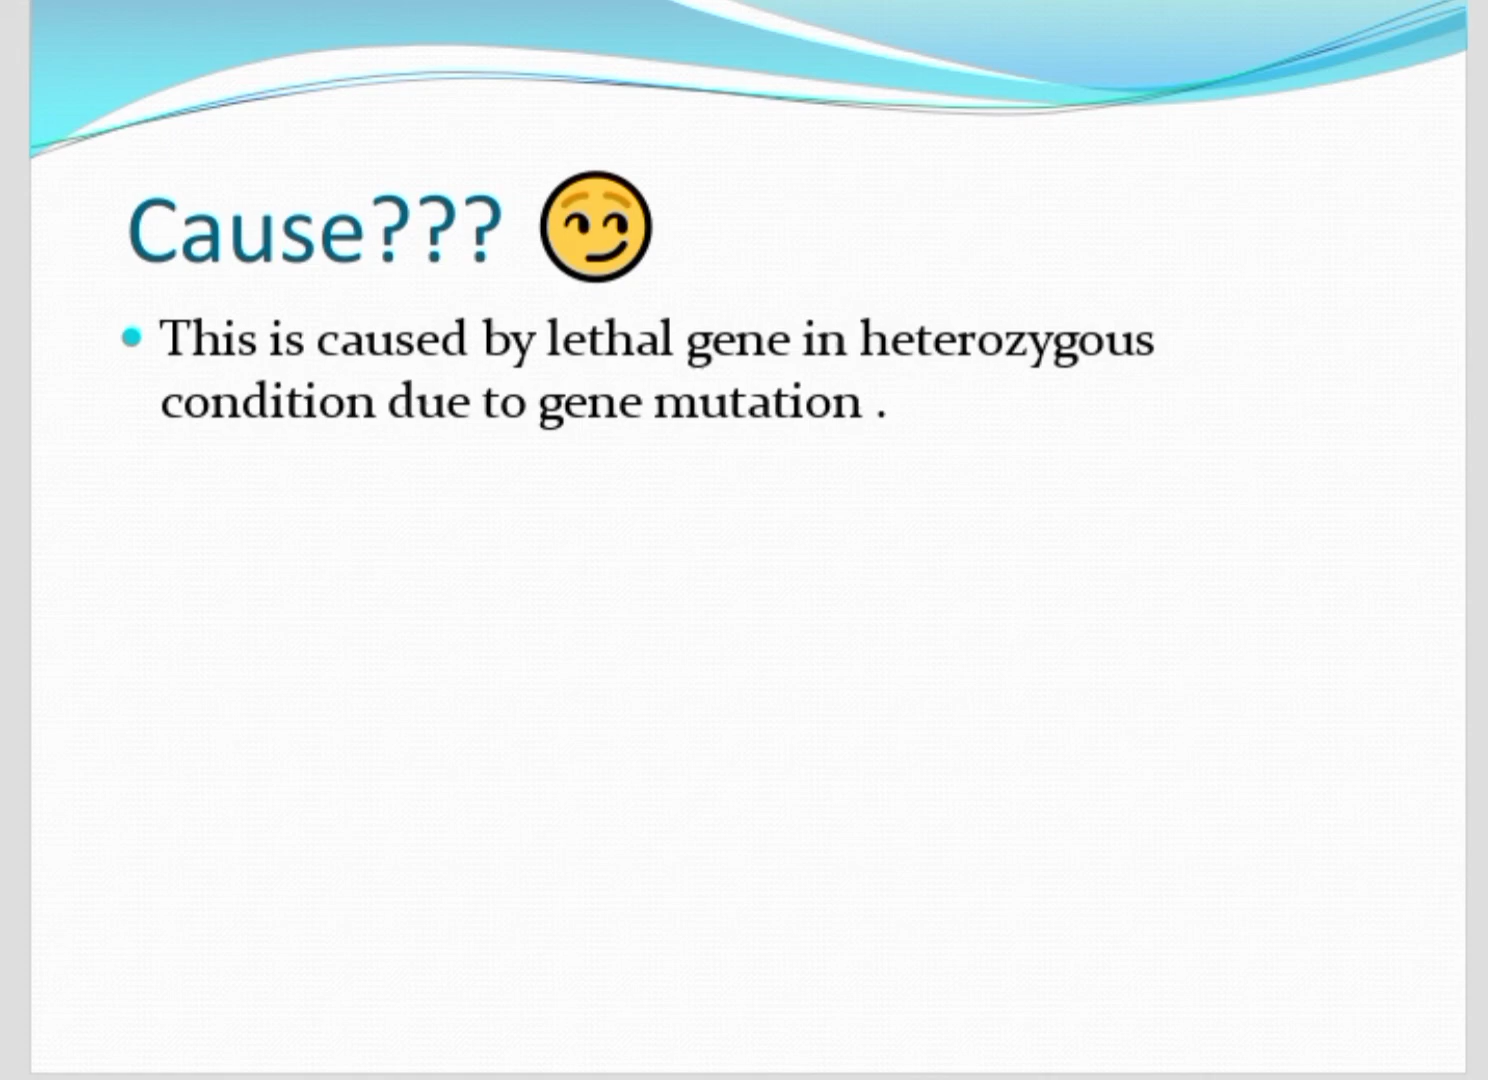 Cause???
This is caused by lethal gene in heterozygous
condition due to gene mutation .